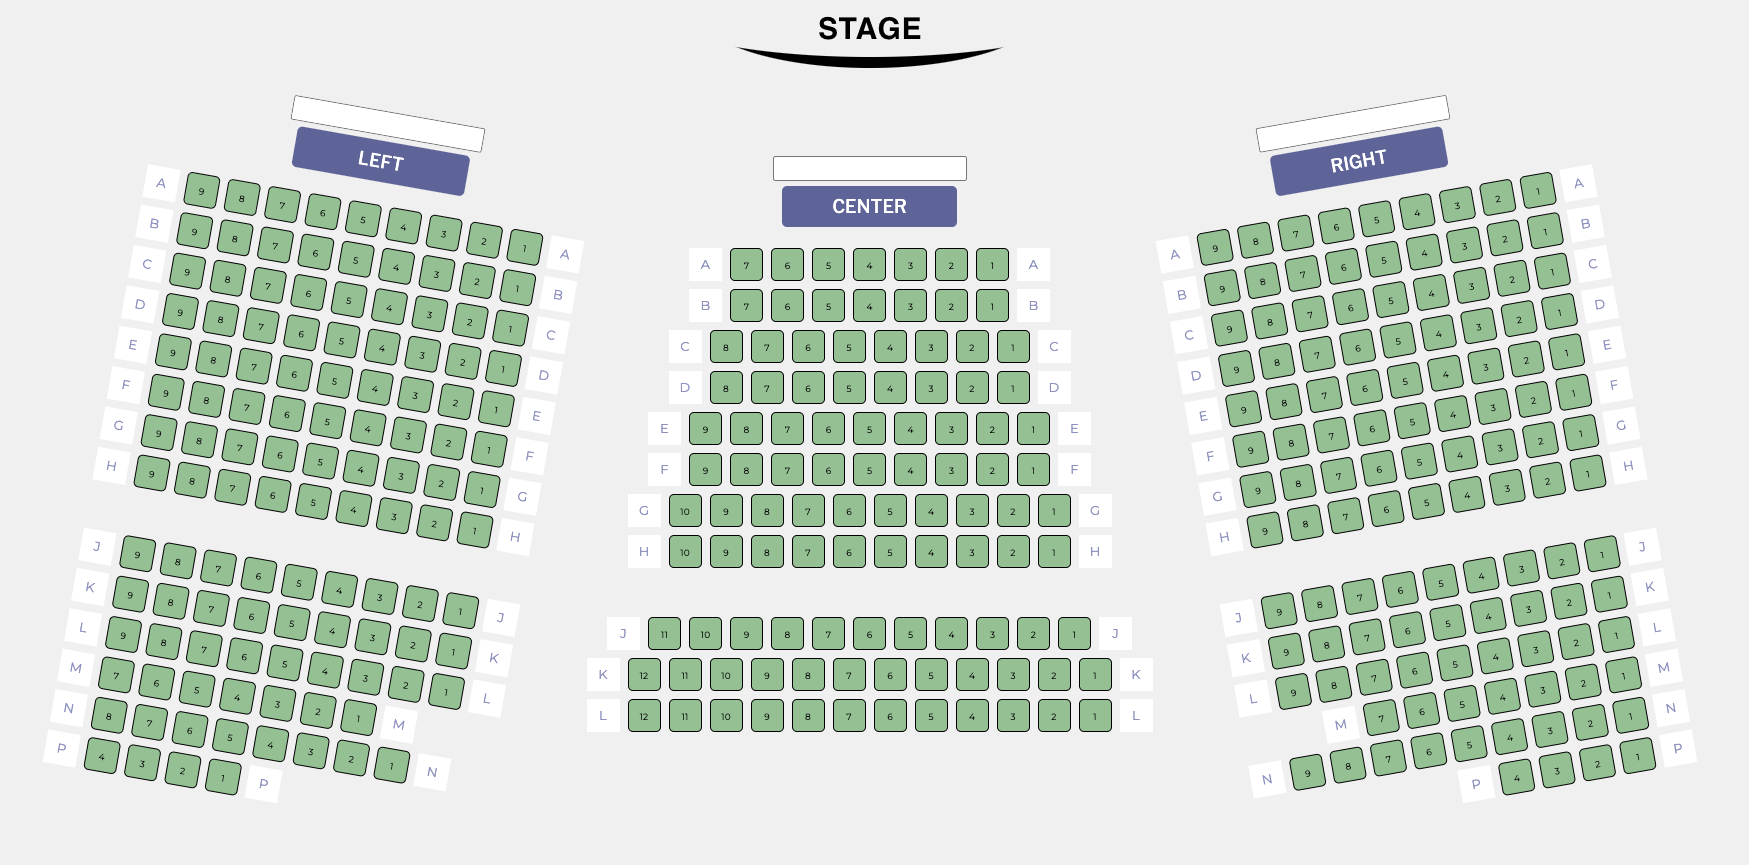 STAGE
LEFT
A 9 8 7 6 5 4 3 2 1 A
B 9 8 7 6 5 4 3 2 1 B
C 9 8 7 6 5 4 3 2 1 C
D 9 8 7 6 5 4 3 2 1 D
E 9 8 7 6 5 4 3 2 1 E
F 9 8 7 6 5 4 3 2 1 F
G 9 8 7 6 5 4 3 2 1 G
H 9 8 7 6 5 4 3 2 1 H
J 9 8 7 6 5 4 3 2 1 J
K 9 8 7 6 5 4 3 2 1 K
L 9 8 7 6 5 4 3 2 1 L
M 7 6 5 4 3 2 1 M
N 8 7 6 5 4 3 2 1 N
P 4 3 2 1 P
CENTER
A 7 6 5 4 3 2 1 A
B 7 6 5 4 3 2 1 B
C 8 7 6 5 4 3 2 1 C
D 8 7 6 5 4 3 2 1 D
E 9 8 7 6 5 4 3 2 1 E
F 9 8 7 6 5 4 3 2 1 F
G 10 9 8 7 6 5 4 3 2 1 G
H 10 9 8 7 6 5 4 3 2 1 H
J 11 10 9 8 7 6 5 4 3 2 1 J
K 12 11 10 9 8 7 6 5 4 3 2 1 K
L 12 11 10 9 8 7 6 5 4 3 2 1 L
RIGHT
A 9 8 7 6 5 4 3 2 1 A
B 9 8 7 6 5 4 3 2 1 B
C 9 8 7 6 5 4 3 2 1 C
D 9 8 7 6 5 4 3 2 1 D
E 9 8 7 6 5 4 3 2 1 E
F 9 8 7 6 5 4 3 2 1 F
G 9 8 7 6 5 4 3 2 1 G
H 9 8 7 6 5 4 3 2 1 H
J 9 8 7 6 5 4 3 2 1 J
K 9 8 7 6 5 4 3 2 1 K
L 9 8 7 6 5 4 3 2 1 L
M 7 6 5 4 3 2 1 M
N 9 8 7 6 5 4 3 2 1 N
P 4 3 2 1 P